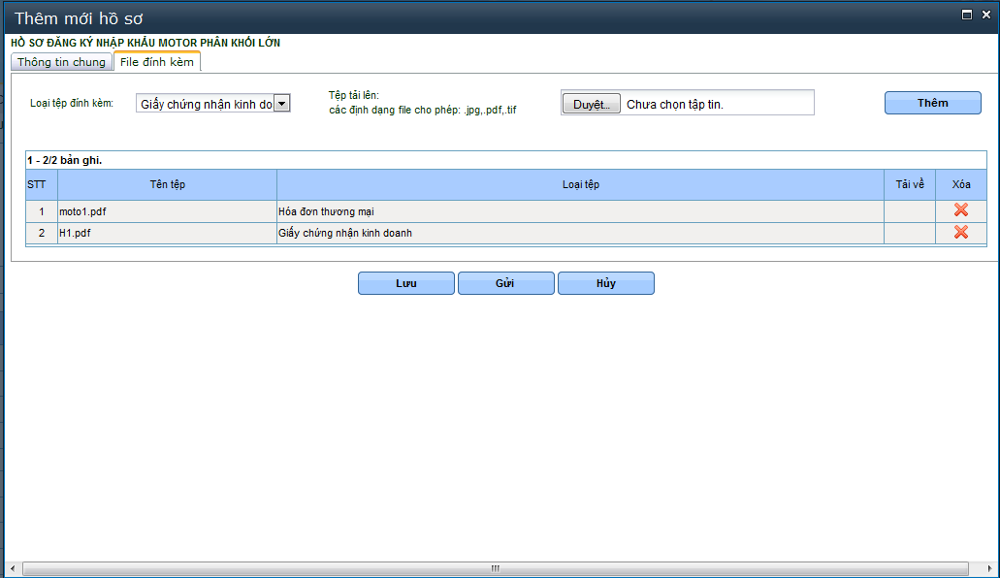 Thêm mới hồ sơ
HỒ SƠ ĐĂNG KÝ NHẬP KHẨU MOTOR PHÂN KHỐI LỚN
Thông tin chung File đính kèm
Loại tệp đính kèm: Giấy chứng nhận kinh do
Tệp tải lên:
các định dạng file cho phép: .jpg,.pdf,.tif
Duyệt... Chưa chọn tập tin.
Thêm
1 - 2/2 bản ghi.
STT Tên tệp Loại tệp Tải về Xóa
1 moto1.pdf Hóa đơn thương mại
2 H1.pdf Giấy chứng nhận kinh doanh
Lưu Gửi Hủy